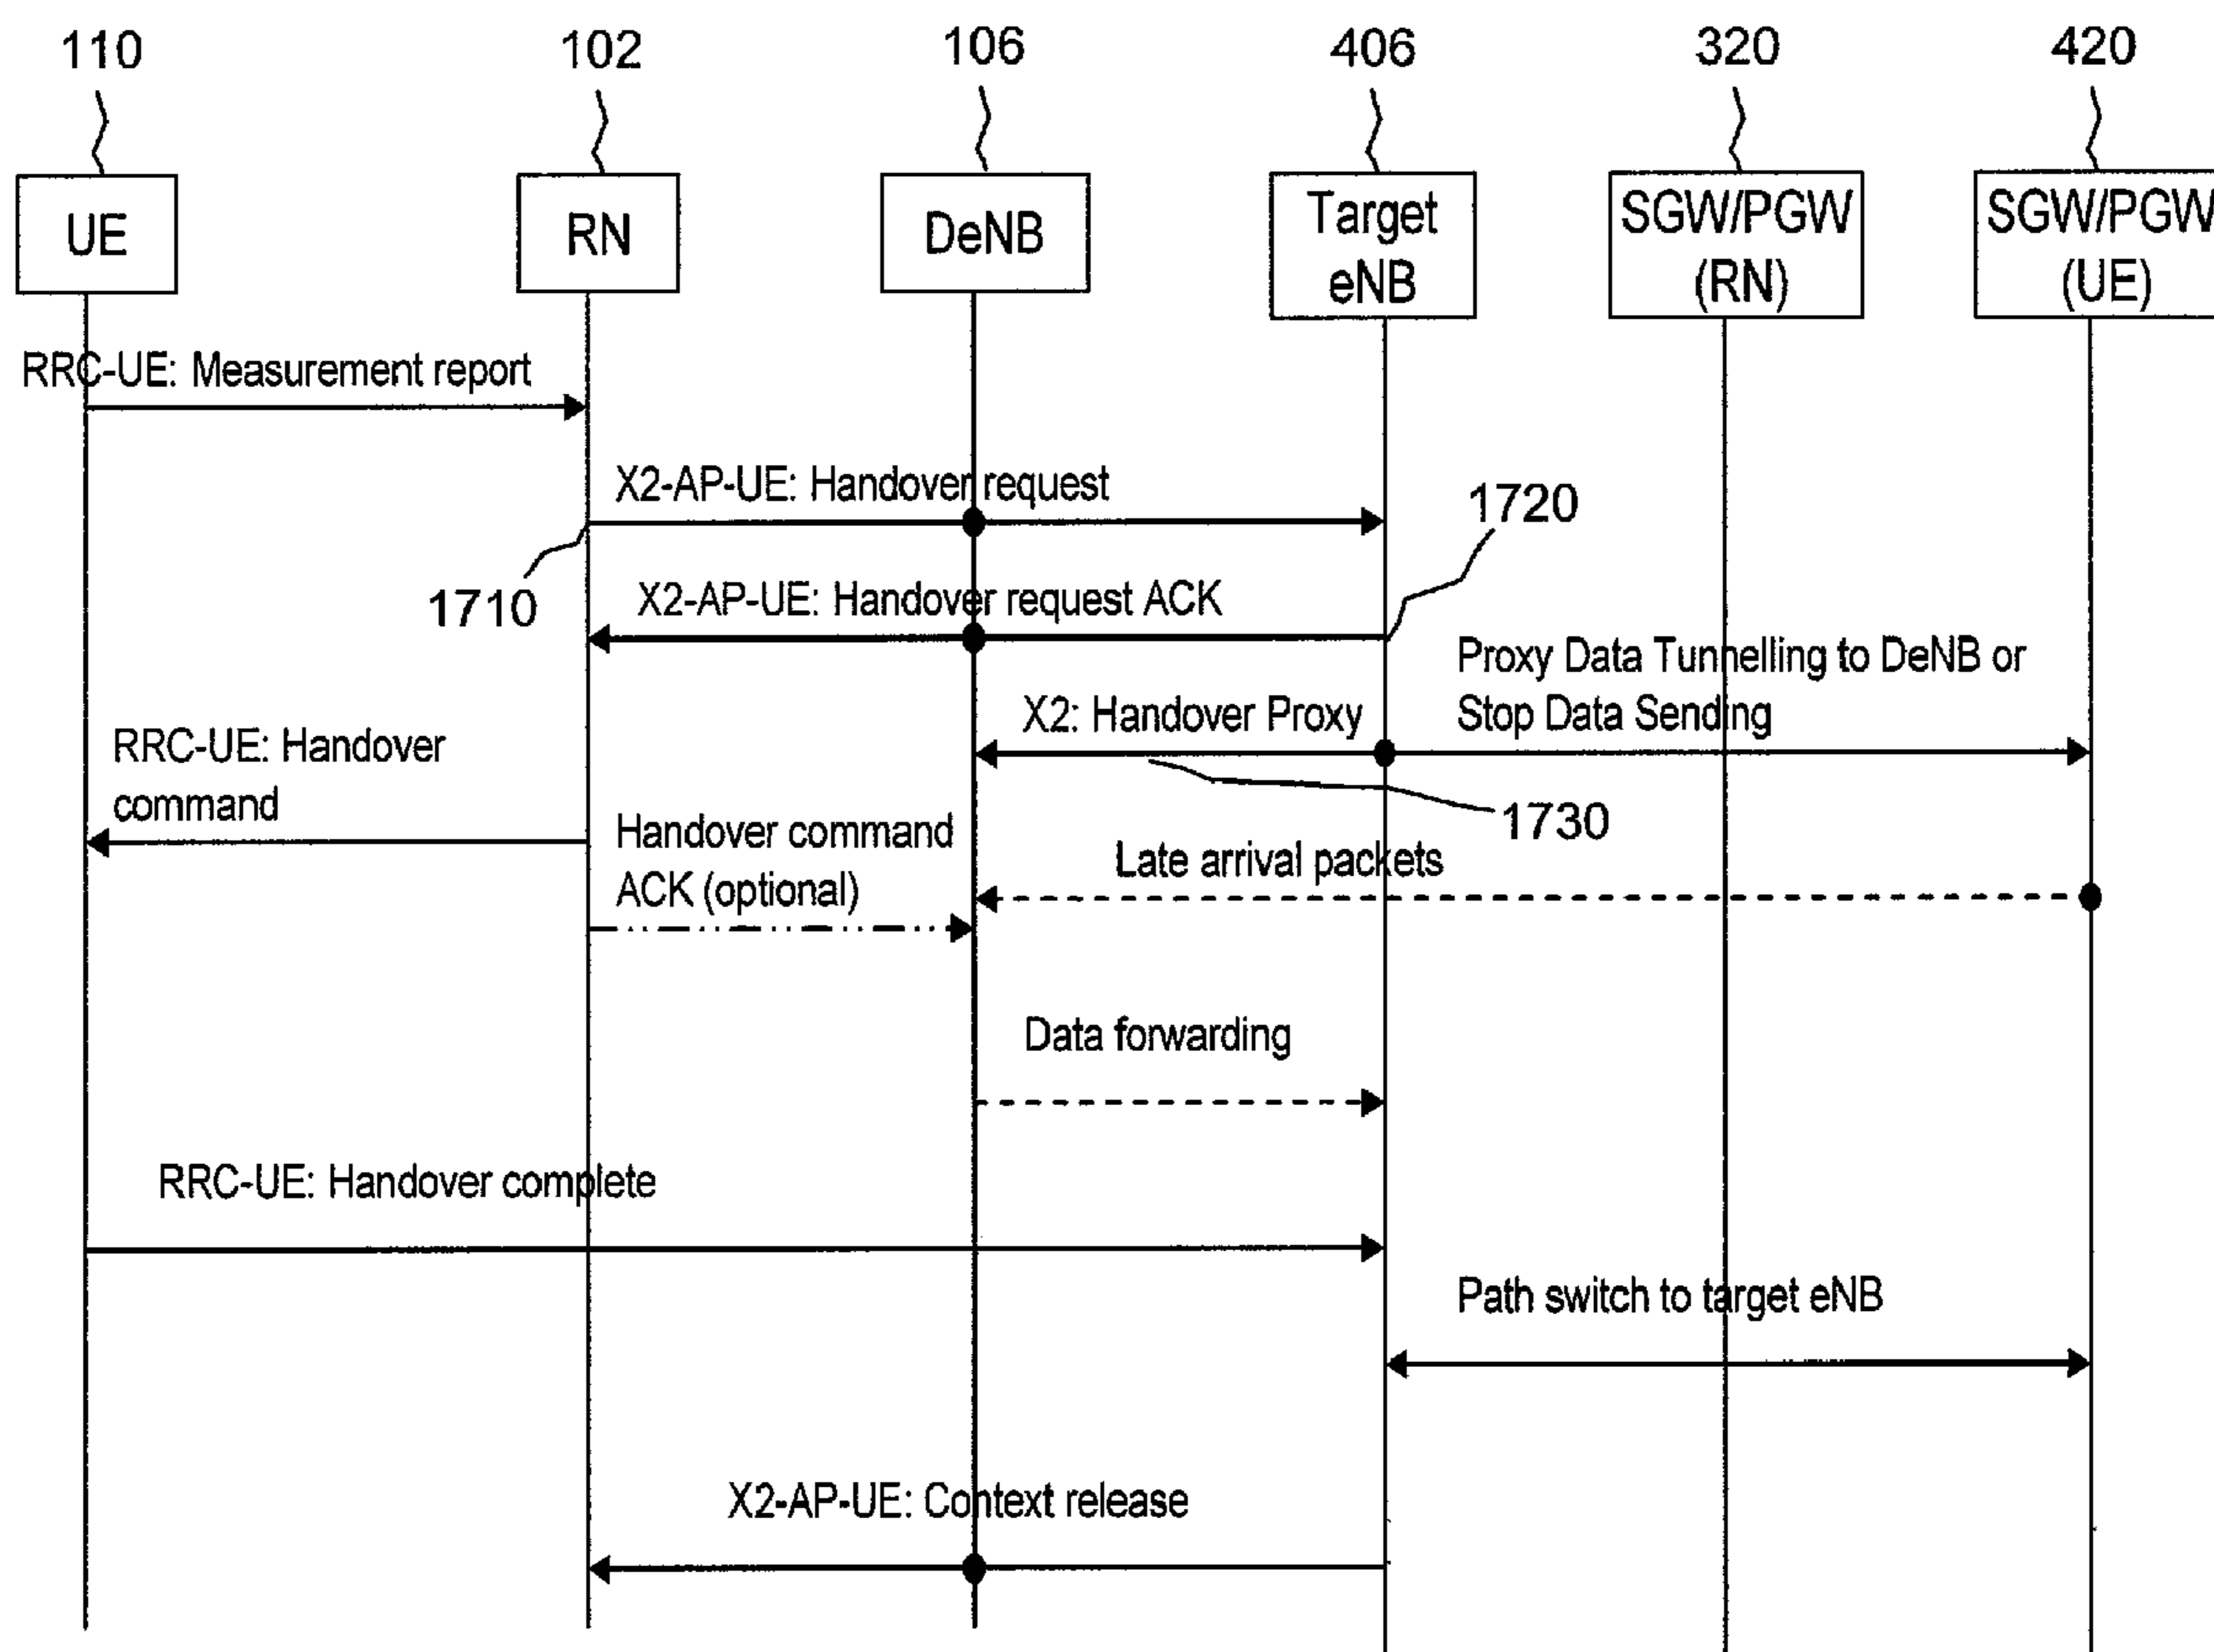 110
102
106
406
320
420
UE
RN
DeNB
Target
eNB
SGW/PGW
(RN)
SGW/PGW
(UE)
RRC-UE: Measurement report
X2-AP-UE: Handover request
1710
1720
X2-AP-UE: Handover request ACK
Proxy Data Tunnelling to DeNB or
Stop Data Sending
X2: Handover Proxy
1730
RRC-UE: Handover
command
Handover command
ACK (optional)
Late arrival packets
Data forwarding
RRC-UE: Handover complete
Path switch to target eNB
X2-AP-UE: Context release